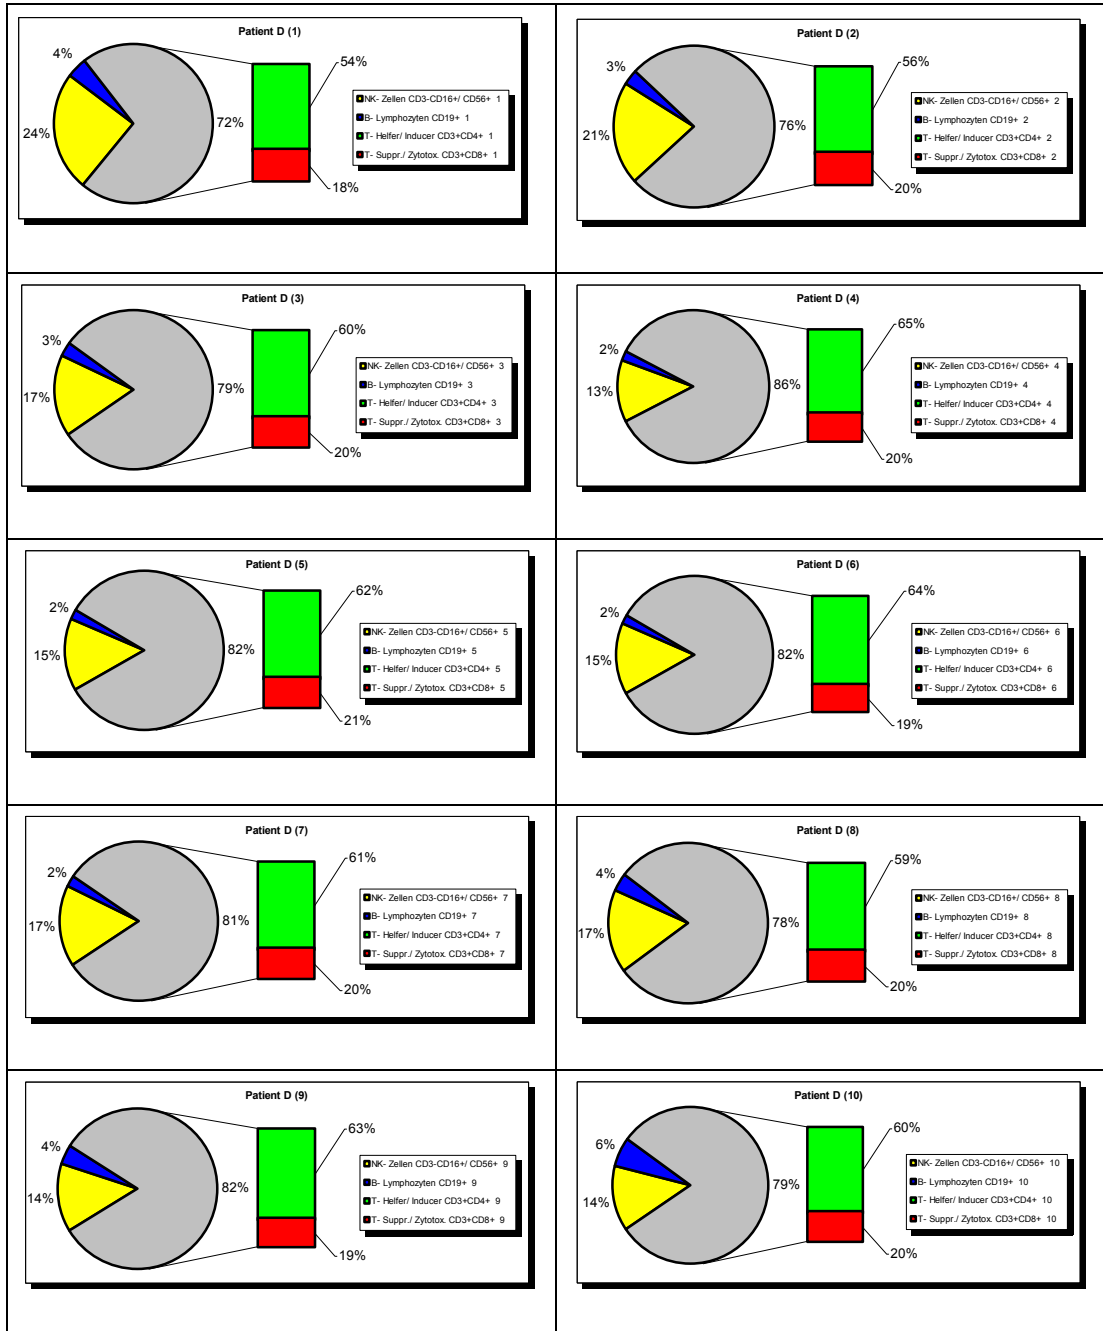 Patient D (1)
4%
54%
24%
72%
18%
NK- Zellen CD3-CD16+/ CD56+ 1
B- Lymphozyten CD19+ 1
T- Helfer/ Inducer CD3+CD4+ 1
T- Suppr./ Zytotox. CD3+CD8+ 1
Patient D (2)
3%
56%
21%
76%
20%
NK- Zellen CD3-CD16+/ CD56+ 2
B- Lymphozyten CD19+ 2
T- Helfer/ Inducer CD3+CD4+ 2
T- Suppr./ Zytotox. CD3+CD8+ 2
Patient D (3)
3%
60%
17%
79%
20%
NK- Zellen CD3-CD16+/ CD56+ 3
B- Lymphozyten CD19+ 3
T- Helfer/ Inducer CD3+CD4+ 3
T- Suppr./ Zytotox. CD3+CD8+ 3
Patient D (4)
2%
65%
13%
86%
20%
NK- Zellen CD3-CD16+/ CD56+ 4
B- Lymphozyten CD19+ 4
T- Helfer/ Inducer CD3+CD4+ 4
T- Suppr./ Zytotox. CD3+CD8+ 4
Patient D (5)
2%
62%
15%
82%
21%
NK- Zellen CD3-CD16+/ CD56+ 5
B- Lymphozyten CD19+ 5
T- Helfer/ Inducer CD3+CD4+ 5
T- Suppr./ Zytotox. CD3+CD8+ 5
Patient D (6)
2%
64%
15%
82%
19%
NK- Zellen CD3-CD16+/ CD56+ 6
B- Lymphozyten CD19+ 6
T- Helfer/ Inducer CD3+CD4+ 6
T- Suppr./ Zytotox. CD3+CD8+ 6
Patient D (7)
2%
61%
17%
81%
20%
NK- Zellen CD3-CD16+/ CD56+ 7
B- Lymphozyten CD19+ 7
T- Helfer/ Inducer CD3+CD4+ 7
T- Suppr./ Zytotox. CD3+CD8+ 7
Patient D (8)
4%
59%
17%
78%
20%
NK- Zellen CD3-CD16+/ CD56+ 8
B- Lymphozyten CD19+ 8
T- Helfer/ Inducer CD3+CD4+ 8
T- Suppr./ Zytotox. CD3+CD8+ 8
Patient D (9)
4%
63%
14%
82%
19%
NK- Zellen CD3-CD16+/ CD56+ 9
B- Lymphozyten CD19+ 9
T- Helfer/ Inducer CD3+CD4+ 9
T- Suppr./ Zytotox. CD3+CD8+ 9
Patient D (10)
6%
60%
14%
79%
20%
NK- Zellen CD3-CD16+/ CD56+ 10
B- Lymphozyten CD19+ 10
T- Helfer/ Inducer CD3+CD4+ 10
T- Suppr./ Zytotox. CD3+CD8+ 10